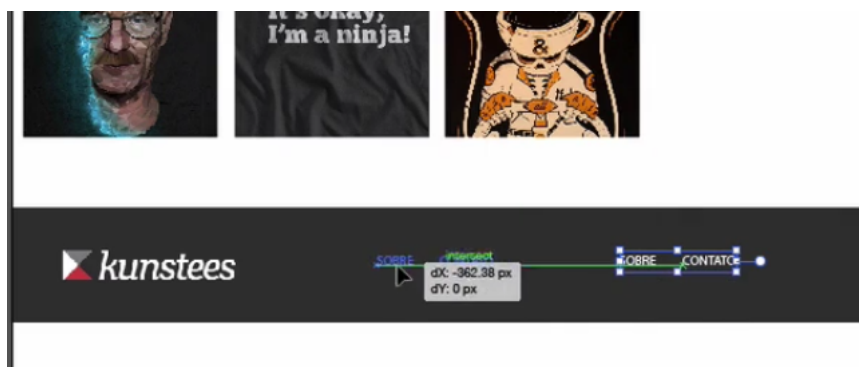 It's okay,
I'm a ninja!
&
kunstees
SOBRE
intersect
dX: -362.38 px
dY: 0 px
SOBRE CONTATO